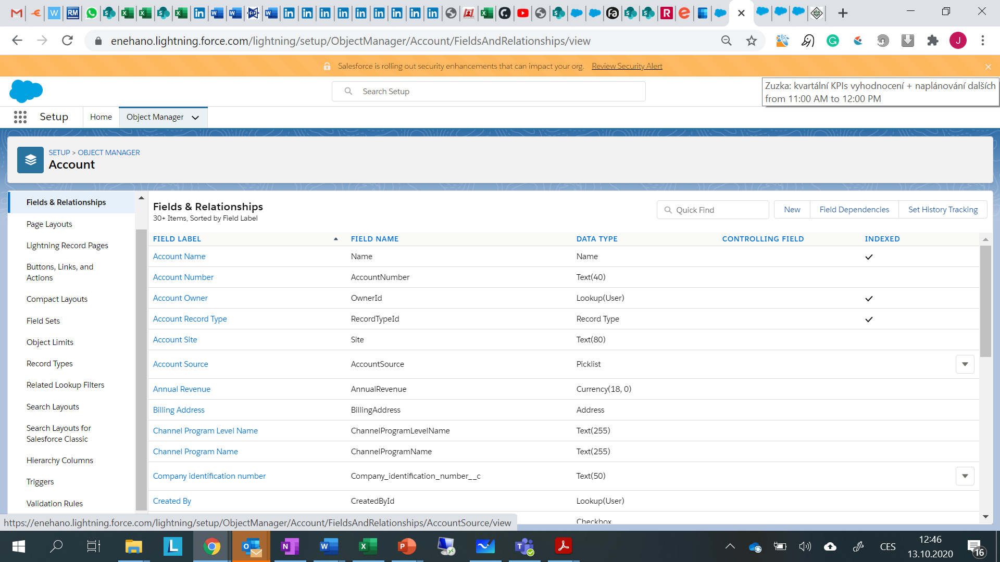 enehano.lightning.force.com/lightning/setup/ObjectManager/Account/FieldsAndRelationships/view
J
Salesforce is rolling out security enhancements that can impact your org. Review Security Alert
Search Setup
Zuzka: kvartální KPIs vyhodnocení + naplánování dalších
from 11:00 AM to 12:00 PM
Setup Home Object Manager
SETUP > OBJECT MANAGER
Account
Fields & Relationships
Page Layouts
Lightning Record Pages
Buttons, Links, and
Actions
Compact Layouts
Field Sets
Object Limits
Record Types
Related Lookup Filters
Search Layouts
Search Layouts for
Salesforce Classic
Hierarchy Columns
Triggers
Validation Rules
Fields & Relationships
30+ Items, Sorted by Field Label
Quick Find New Field Dependencies Set History Tracking
FIELD LABEL FIELD NAME DATA TYPE CONTROLLING FIELD INDEXED
Account Name Name Name
Account Number AccountNumber Text(40)
Account Owner OwnerId Lookup(User)
Account Record Type RecordTypeId Record Type
Account Site Site Text(80)
Account Source AccountSource Picklist
Annual Revenue AnnualRevenue Currency(18, 0)
Billing Address BillingAddress Address
Channel Program Level Name ChannelProgramLevelName Text(255)
Channel Program Name ChannelProgramName Text(255)
Company identification number Company_identification_number__c Text(50)
Created By CreatedById Lookup(User)
Checkbox
https://enehano.lightning.force.com/lightning/setup/ObjectManager/Account/FieldsAndRelationships/AccountSource/view
CES
12:46
13.10.2020
16